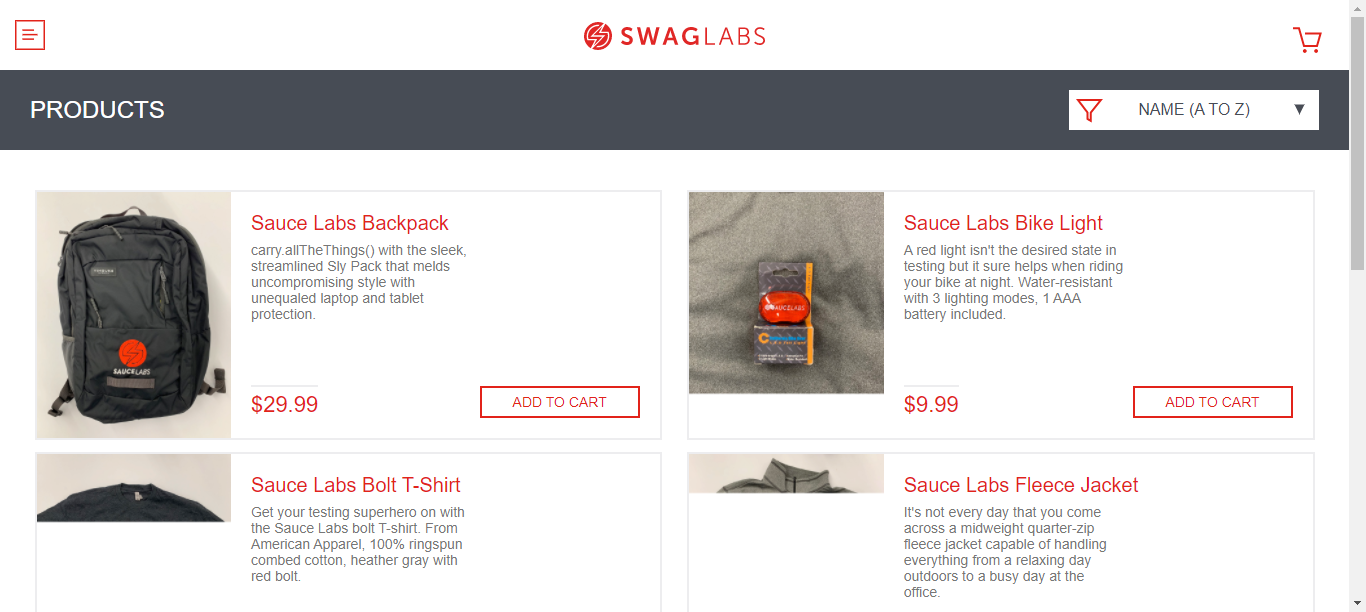 SWAGLABS
PRODUCTS
NAME (A TO Z)
Sauce Labs Backpack
carry.allTheThings() with the sleek,
streamlined Sly Pack that melds
uncompromising style with
unequaled laptop and tablet
protection.
SAUCELABS
$29.99
ADD TO CART
Sauce Labs Bike Light
A red light isn't the desired state in
testing but it sure helps when riding
your bike at night. Water-resistant
with 3 lighting modes, 1 AAA
battery included.
SAUCELABS
$9.99
ADD TO CART
Sauce Labs Bolt T-Shirt
Get your testing superhero on with
the Sauce Labs bolt T-shirt. From
American Apparel, 100% ringspun
combed cotton, heather gray with
red bolt.
Sauce Labs Fleece Jacket
It's not every day that you come
across a midweight quarter-zip
fleece jacket capable of handling
everything from a relaxing day
outdoors to a busy day at the
office.